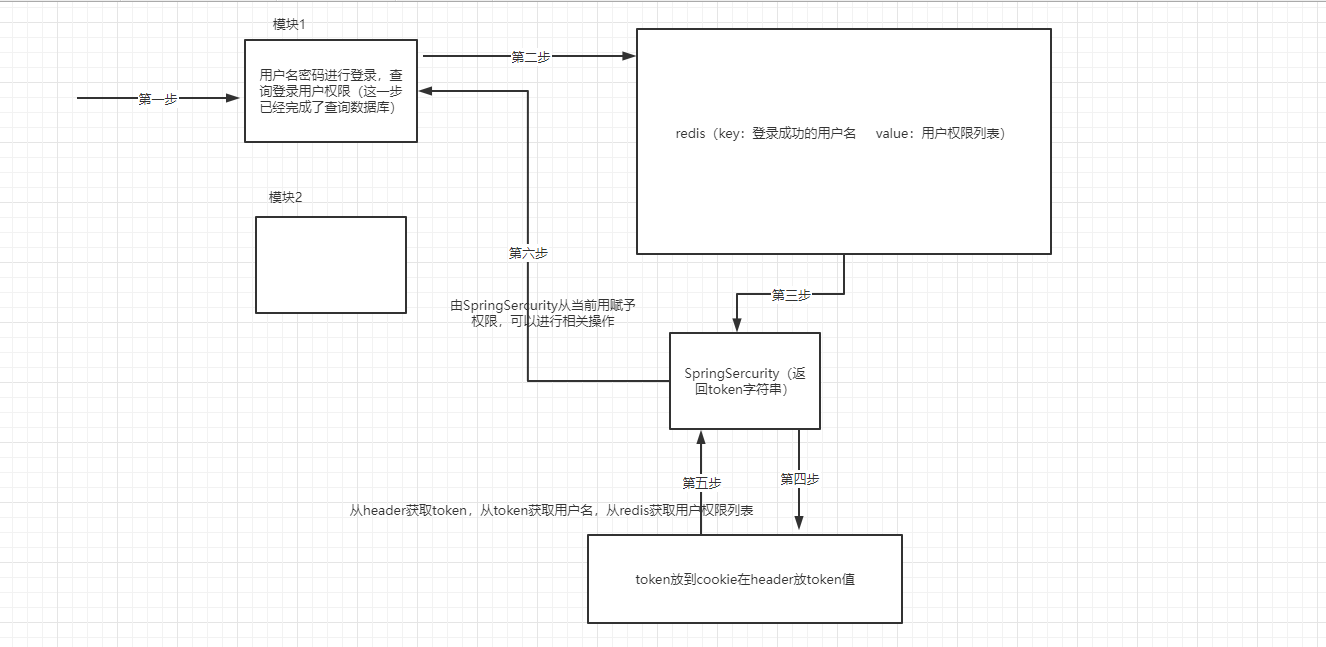 模块1
用户名密码进行登录，查
询登录用户权限（这一步
已经完成了查询数据库）
第一步
第二步
redis（key：登录成功的用户名 value：用户权限列表）
模块2
第六步
由SpringSercurity从当前用赋予
权限，可以进行相关操作
第三步
SpringSercurity（返
回token字符串）
第五步
第四步
从header获取token，从token获取用户名，从redis获取用户权限列表
token放到cookie在header放token值